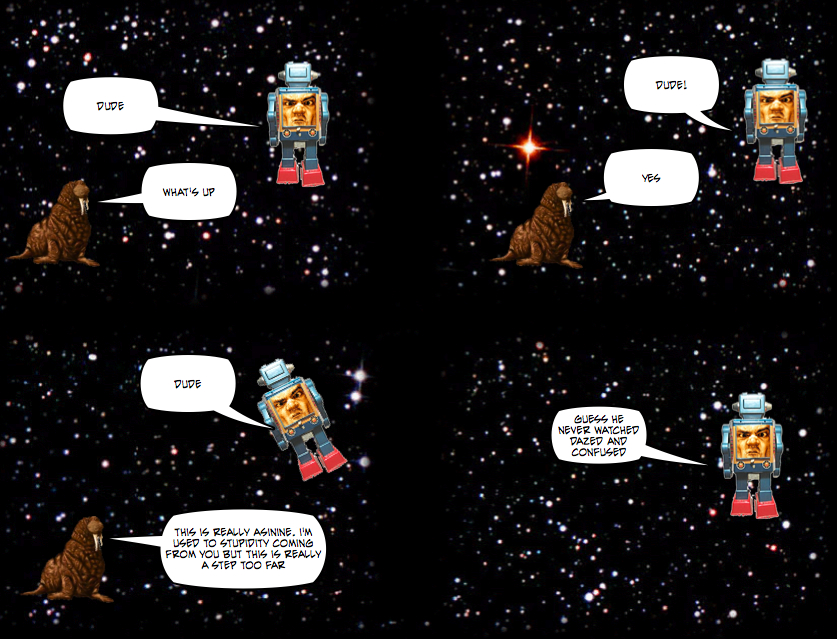 DUDE
WHAT'S UP
DUDE!
YES
DUDE
THIS IS REALLY ASININE. I'M
USED TO STUPIDITY COMING
FROM YOU BUT THIS IS REALLY
A STEP TOO FAR
GUESS HE
NEVER WATCHED
DAZED AND
CONFUSED